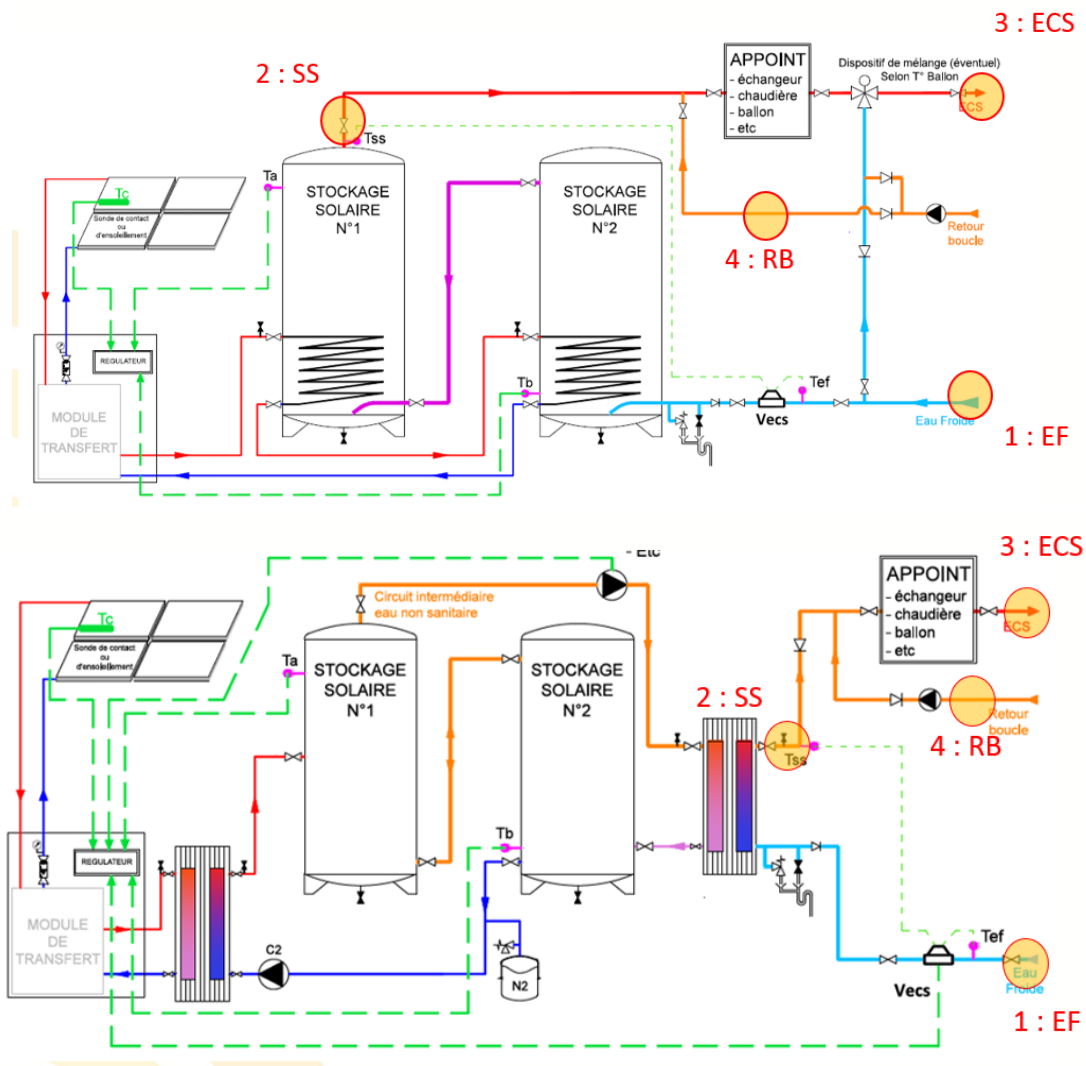 3 : ECS
2 : SS
APPOINT
- échangeur
- chaudière
- ballon
- etc
Dispositif de mélange (éventuel)
Selon T° Ballon
ECS
Tss
Ta
Tc
Sonde de contact
ou
d'ensoleillement
STOCKAGE
SOLAIRE
N°1
STOCKAGE
SOLAIRE
N°2
4 : RB
Retour
boucle
REGULATEUR
MODULE
DE
TRANSFERT
Tb
Tef
Vecs
Eau Froide
1 : EF
- Etc
3 : ECS
Circuit intermédiaire
eau non sanitaire
APPOINT
- échangeur
- chaudière
- ballon
- etc
ECS
Tc
Sonde de contact
ou
d'ensoleillement
Ta
STOCKAGE
SOLAIRE
N°1
STOCKAGE
SOLAIRE
N°2
2 : SS
Retour
boucle
4 : RB
Tss
Tb
REGULATEUR
MODULE
DE
TRANSFERT
C2
N2
Tef
Vecs
Eau
Froide
1 : EF